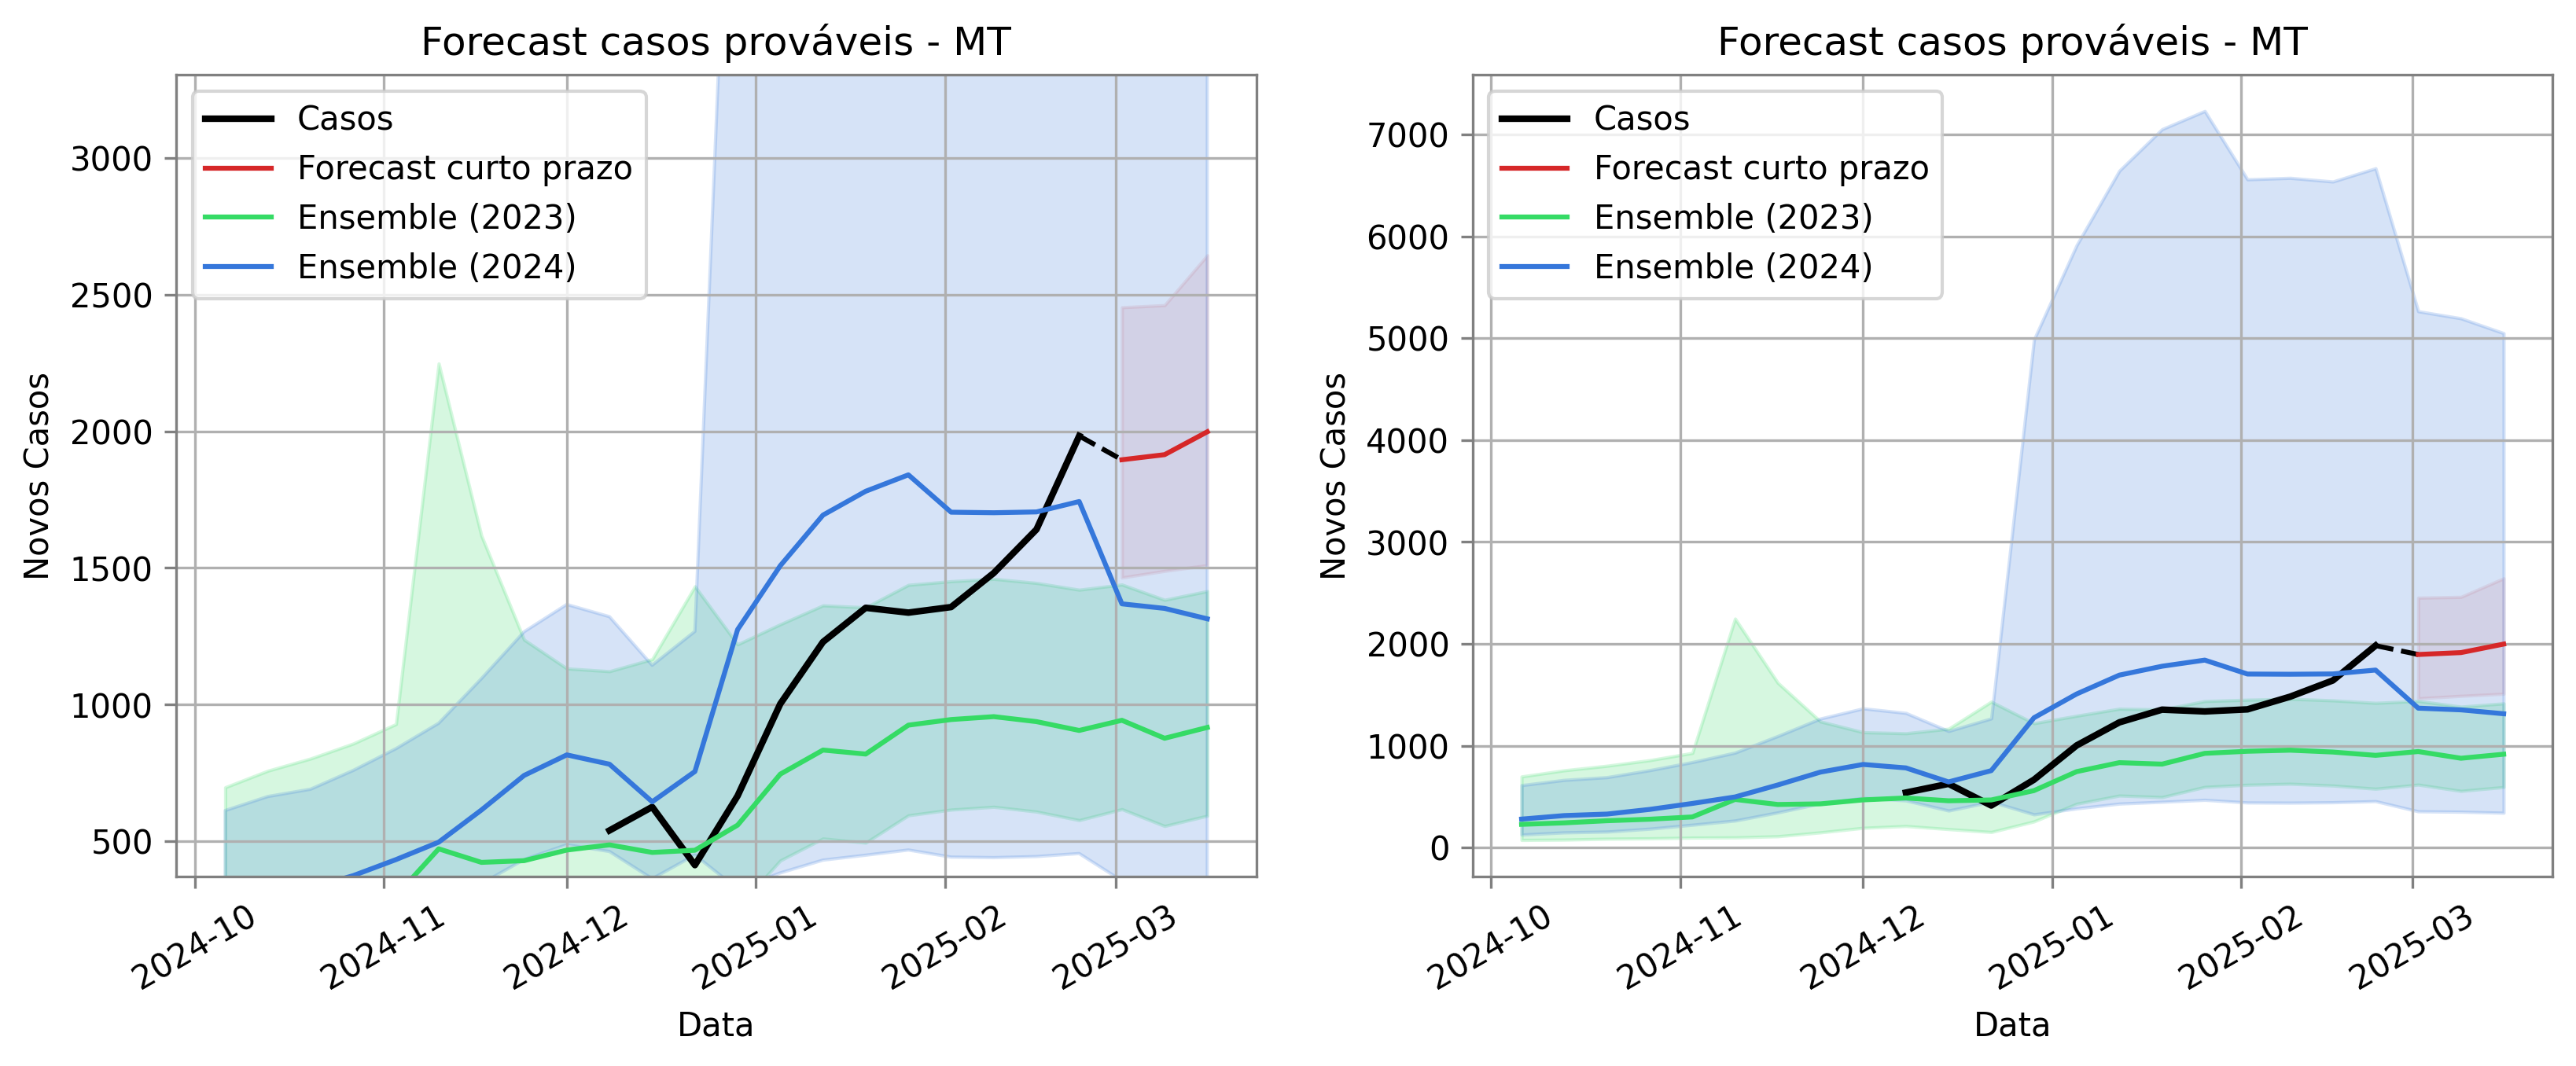 Forecast casos prováveis - MT
Casos
Forecast curto prazo
Ensemble (2023)
Ensemble (2024)
3000
2500
2000
1500
1000
500
Novos Casos
2024-10
2024-11
2024-12
2025-01
2025-02
2025-03
Data
Forecast casos prováveis - MT
Casos
Forecast curto prazo
Ensemble (2023)
Ensemble (2024)
7000
6000
5000
4000
3000
2000
1000
0
Novos Casos
2024-10
2024-11
2024-12
2025-01
2025-02
2025-03
Data